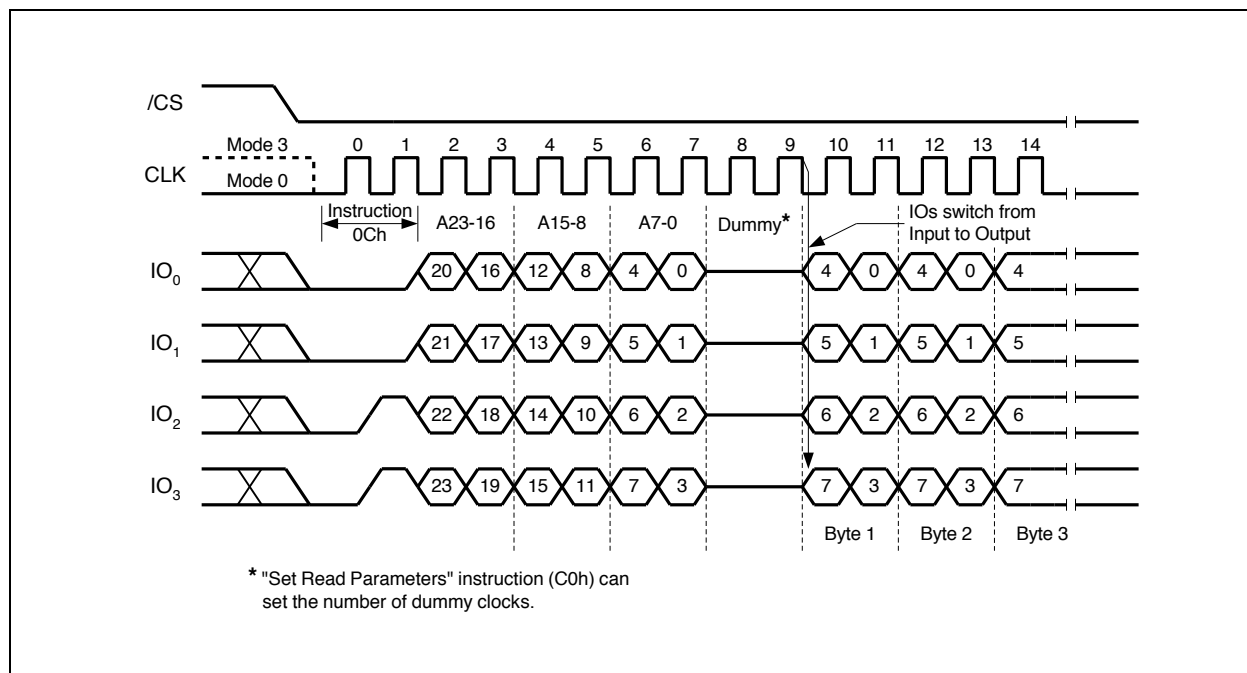 /CS
Mode 3 0 1 2 3 4 5 6 7 8 9 10 11 12 13 14
CLK
Mode 0
Instruction
0Ch
A23-16 A15-8 A7-0 Dummy*
IOs switch from
Input to Output
IO0 20 16 12 8 4 0 4 0 4 0 4
IO1 21 17 13 9 5 1 5 1 5 1 5
IO2 22 18 14 10 6 2 6 2 6 2 6
IO3 23 19 15 11 7 3 7 3 7 3 7
Byte 1 Byte 2 Byte 3
* "Set Read Parameters" instruction (C0h) can
set the number of dummy clocks.